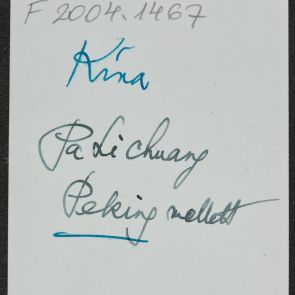 F 2004.1467
Kína
Pa Li chuang
Peking mellett